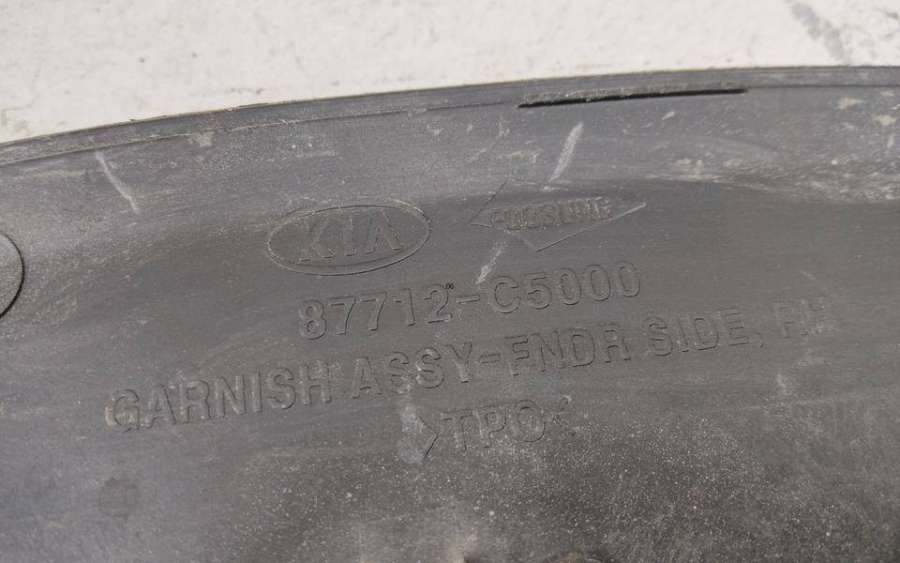 KIA
87712-C5000
GARNISH ASSY-FNDR SIDE, RH
>TPO<